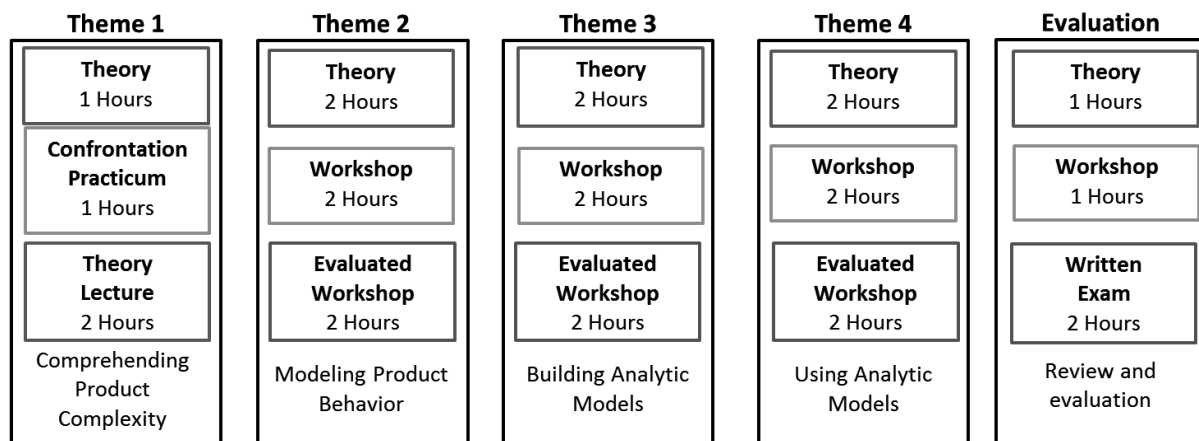 Theme 1
Theory
1 Hours
Confrontation
Practicum
1 Hours
Theory
Lecture
2 Hours
Comprehending
Product
Complexity
Theme 2
Theory
2 Hours
Workshop
2 Hours
Evaluated
Workshop
2 Hours
Modeling Product
Behavior
Theme 3
Theory
2 Hours
Workshop
2 Hours
Evaluated
Workshop
2 Hours
Building Analytic
Models
Theme 4
Theory
2 Hours
Workshop
2 Hours
Evaluated
Workshop
2 Hours
Using Analytic
Models
Evaluation
Theory
1 Hours
Workshop
1 Hours
Written
Exam
2 Hours
Review and
evaluation